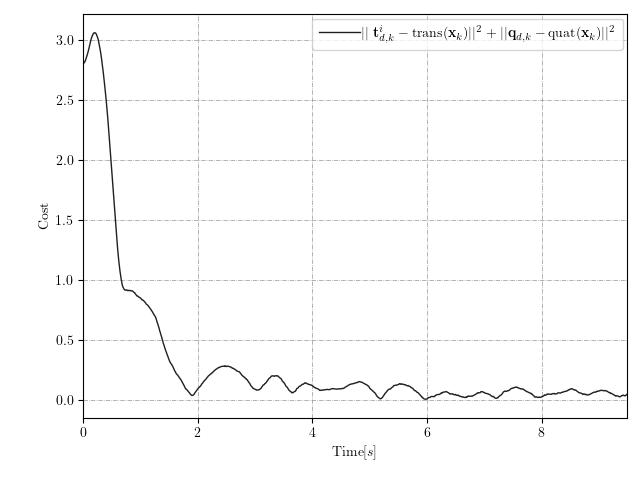 || t^i_{d,k} − trans(x_k)||^2 + ||q_{d,k} − quat(x_k)||^2
3.0
2.5
2.0
1.5
1.0
0.5
0.0
Cost
0 2 4 6 8
Time[s]